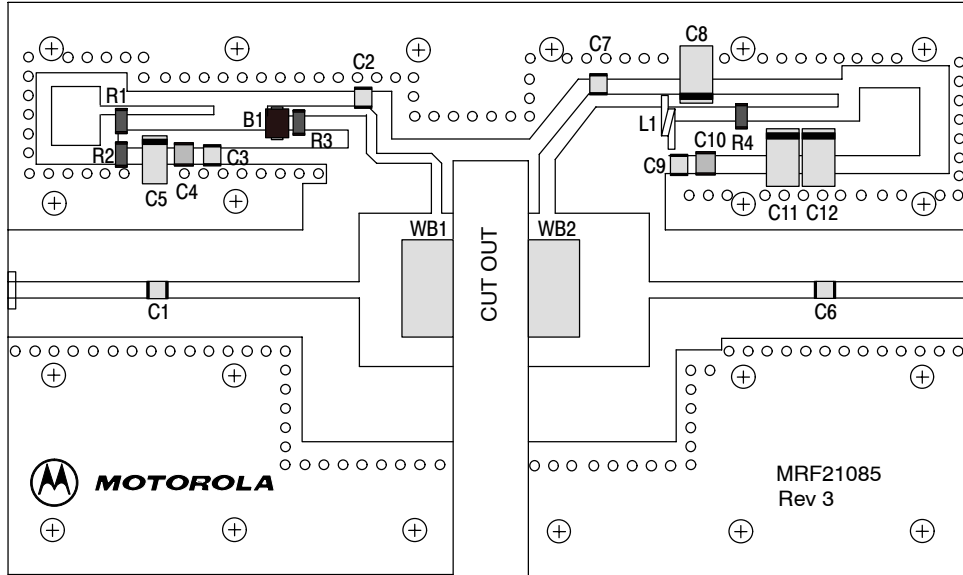 C8
C7
C2
R1
B1
R3
L1
R4
R2
C5
C4
C3
C9
C10
C11
C12
WB1
WB2
CUT OUT
C1
C6
MOTOROLA
MRF21085
Rev 3